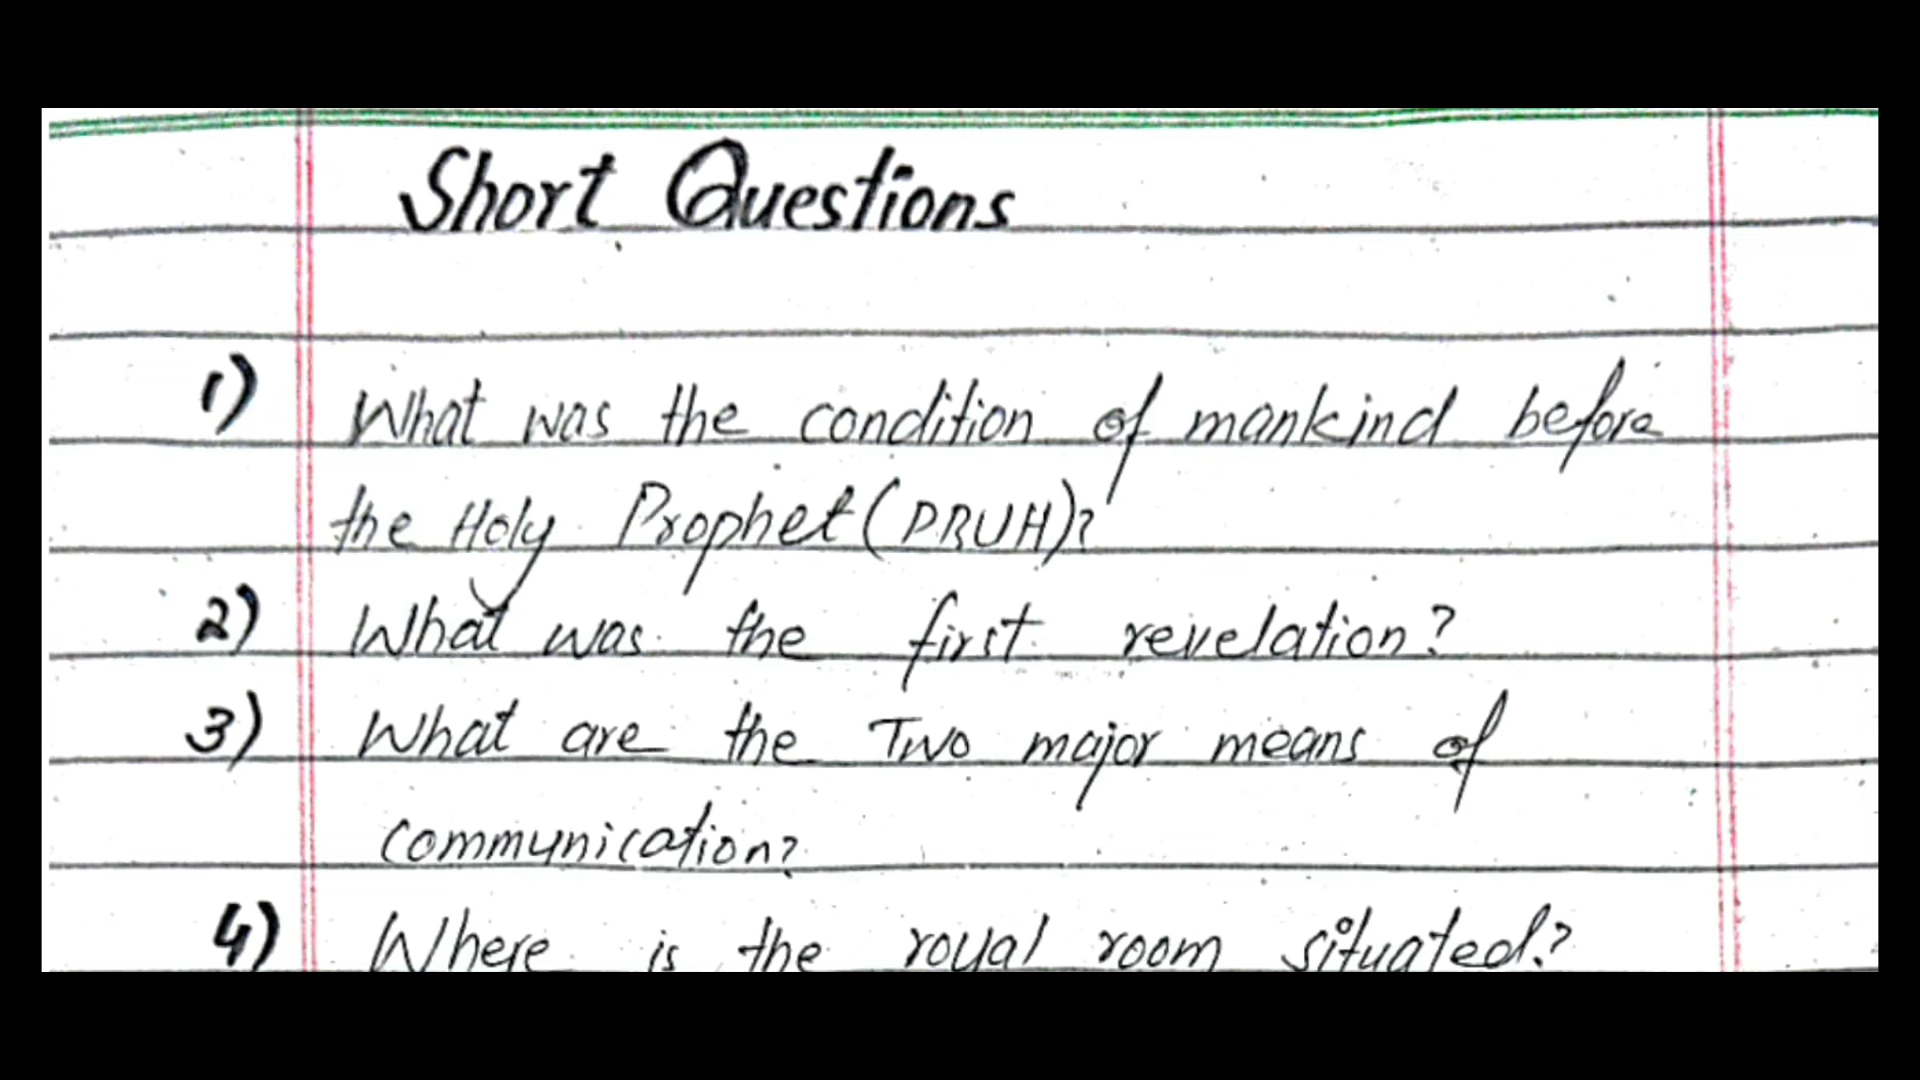 Short Questions
1) What was the condition of mankind before
the Holy Prophet (PBUH)?
2) What was the first revelation?
3) What are the Two major means of
communication?
4) Where is the royal room situated?